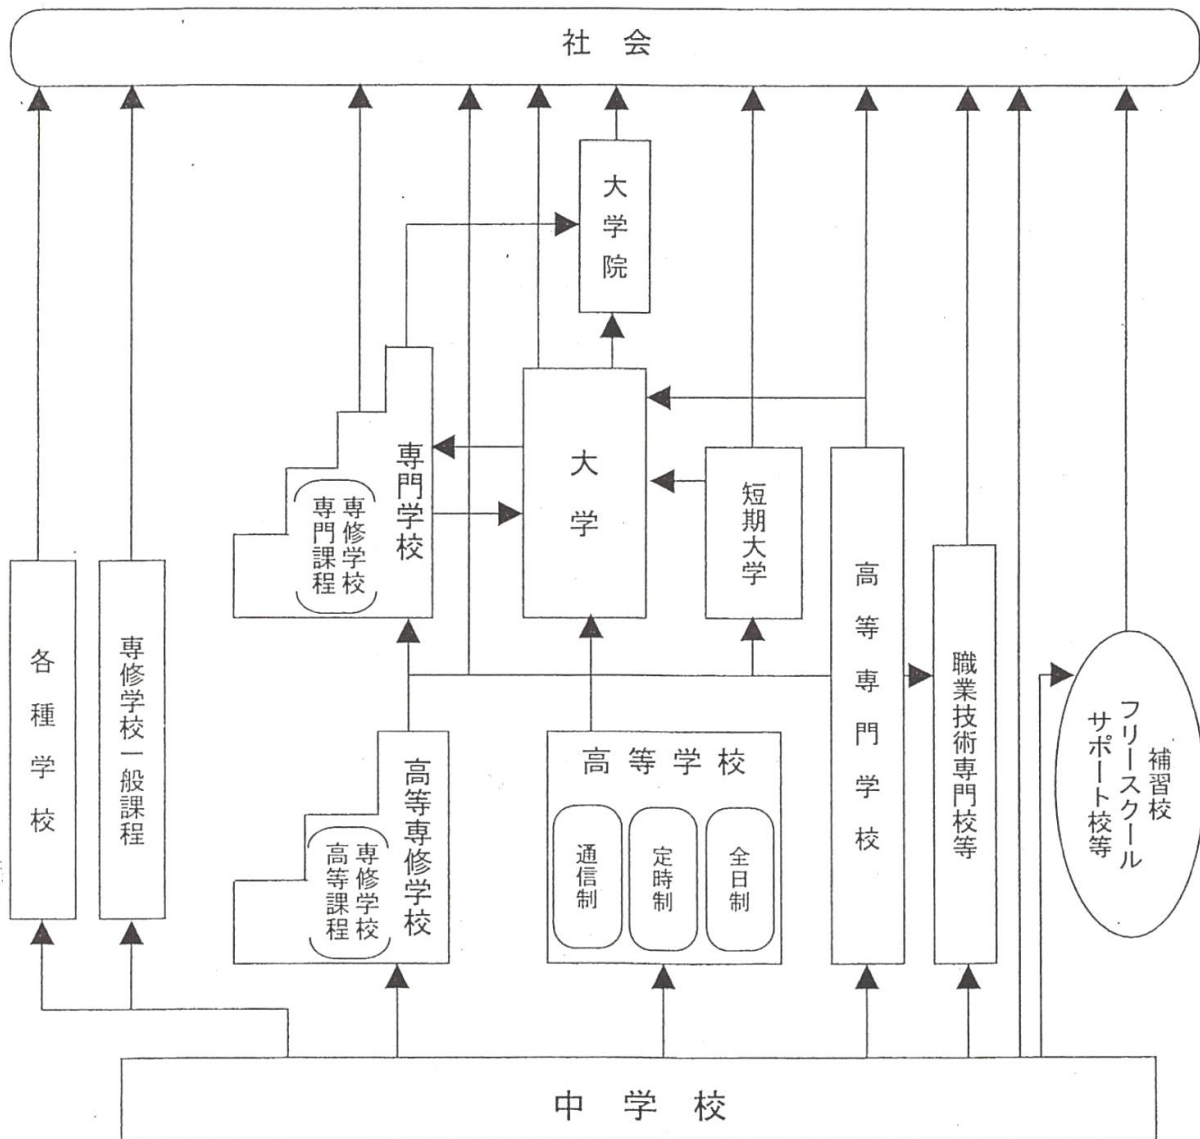 社会
大学院
大学
専門学校
（専修学校
専門課程）
短期大学
各種学校
専修学校一般課程
高等専修学校
（専修学校
高等課程）
高等学校
通信制
定時制
全日制
高等専門学校
職業技術専門校等
補習校
フリースクール
サポート校等
中学校